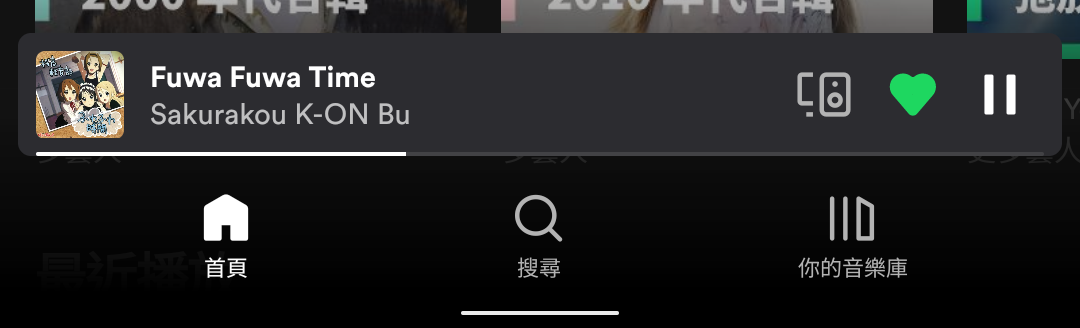 2000 年代合輯
2010 年代合輯
Fuwa Fuwa Time
Sakurakou K-ON Bu
首頁
搜尋
你的音樂庫
最近播放